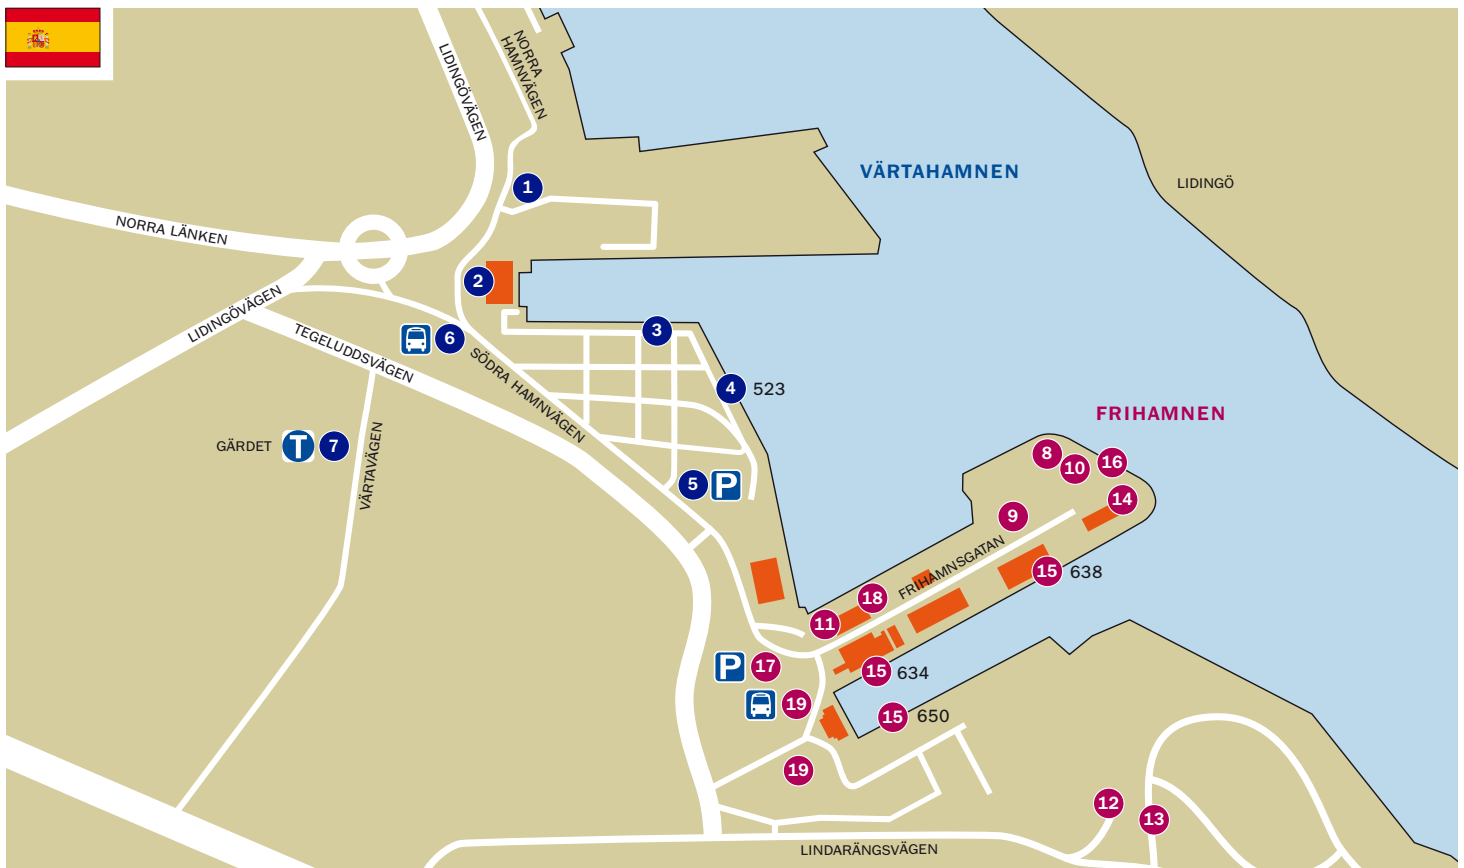 LIDINGÖVÄGEN
NORRA
HAMNVÄGEN
VÄRTAHAMNEN
LIDINGÖ
1
NORRA LÄNKEN
2
LIDINGÖVÄGEN
TEGELUDDSVÄGEN
6
SÖDRA HAMNVÄGEN
3
4 523
FRIHAMNEN
GÄRDET T 7
VÄRTAVÄGEN
5 P
8
10
16
14
9
FRIHAMNSGATAN
15 638
18
11
P 17
15 634
19
15 650
19
12
13
LINDARÄNGSVÄGEN